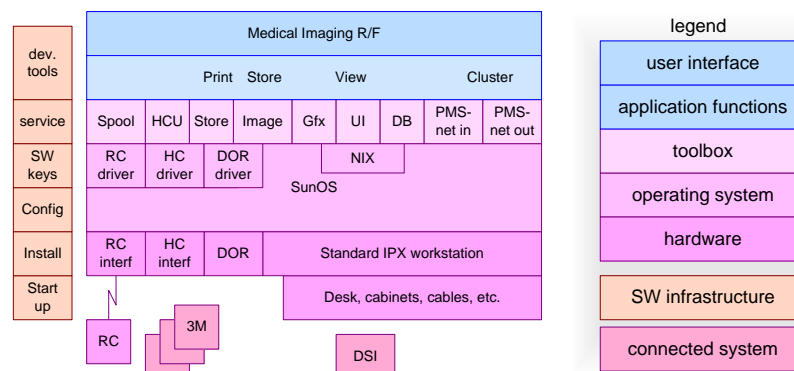 Medical Imaging R/F
dev.
tools
Print Store View Cluster
service
Spool
HCU
Store
Image
Gfx
UI
DB
PMS-
net in
PMS-
net out
SW
keys
RC
driver
HC
driver
DOR
driver
NIX
SunOS
Config
Install
RC
interf
HC
interf
DOR
Standard IPX workstation
Start
up
Desk, cabinets, cables, etc.
RC
3M
DSI
legend
user interface
application functions
toolbox
operating system
hardware
SW infrastructure
connected system